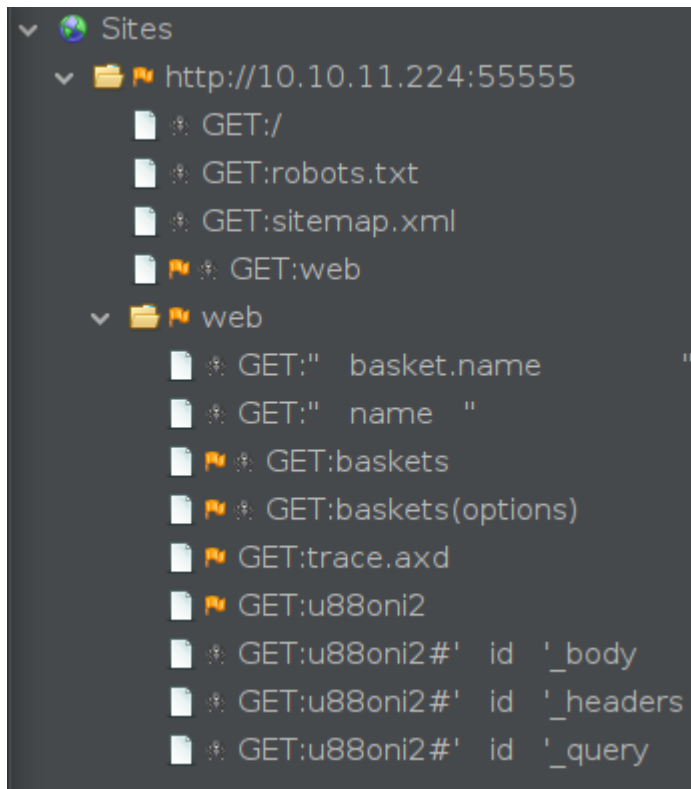 Sites
http://10.10.11.224:55555
GET:/
GET:robots.txt
GET:sitemap.xml
GET:web
web
GET:" basket.name "
GET:" name "
GET:baskets
GET:baskets(options)
GET:trace.axd
GET:u88oni2
GET:u88oni2#' id '_body
GET:u88oni2#' id '_headers
GET:u88oni2#' id '_query